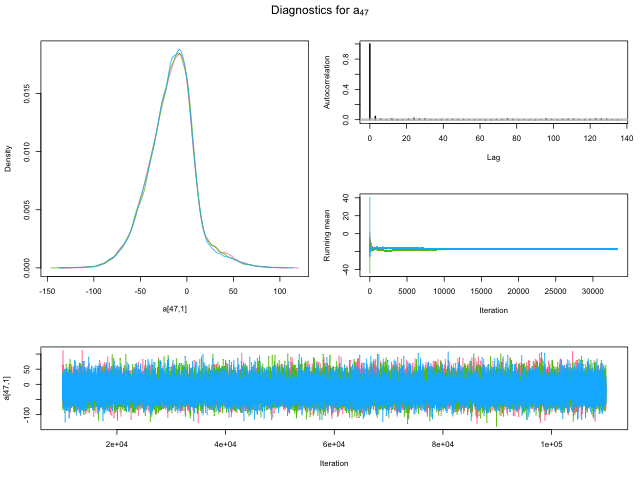 Diagnostics for a47
Density
0.000 0.005 0.010 0.015
-150 -100 -50 0 50 100
a[47,1]
Autocorrelation
0.0 0.4 0.8
0 20 40 60 80 100 120 140
Lag
Running mean
-40 0 20 40
0 5000 10000 15000 20000 25000 30000
Iteration
a[47,1]
-100 0 50
2e+04 4e+04 6e+04 8e+04 1e+05
Iteration